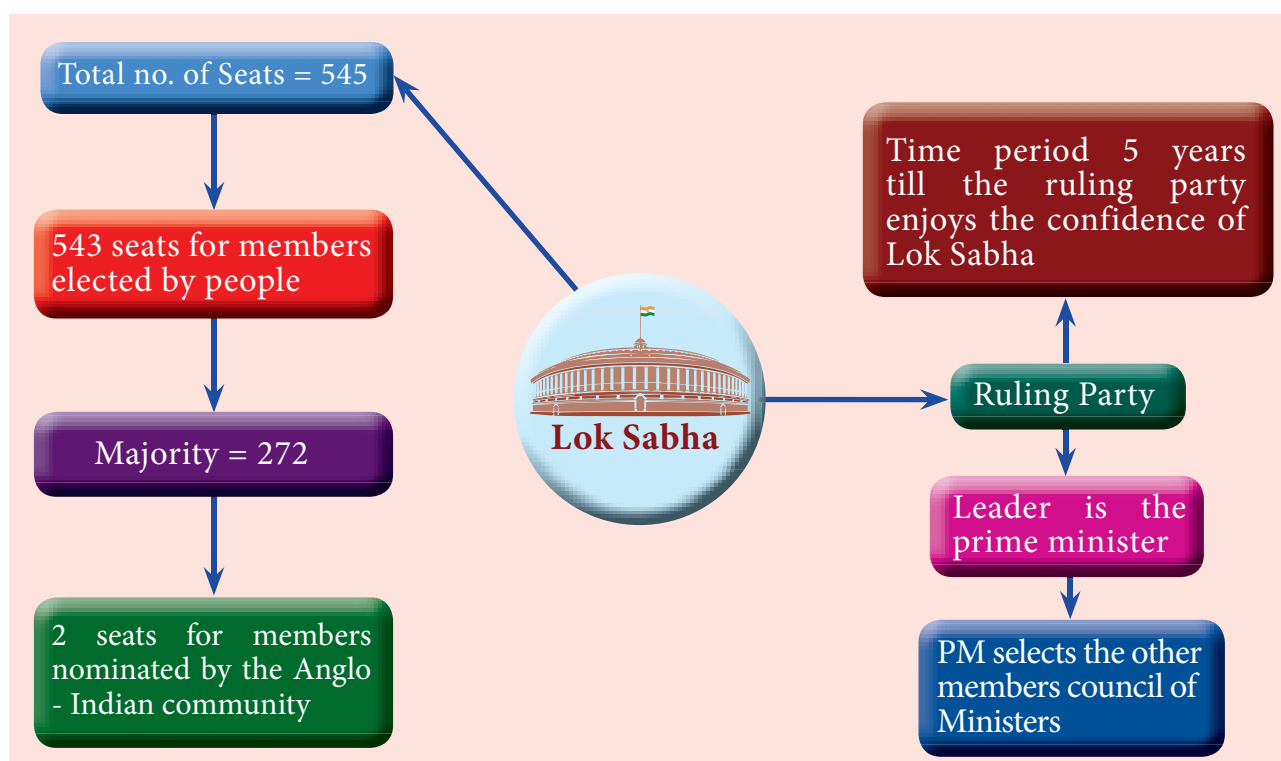 Total no. of Seats = 545
543 seats for members
elected by people
Majority = 272
2 seats for members
nominated by the Anglo
- Indian community
Lok Sabha
Time period 5 years
till the ruling party
enjoys the confidence of
Lok Sabha
Ruling Party
Leader is the
prime minister
PM selects the other
members council of
Ministers